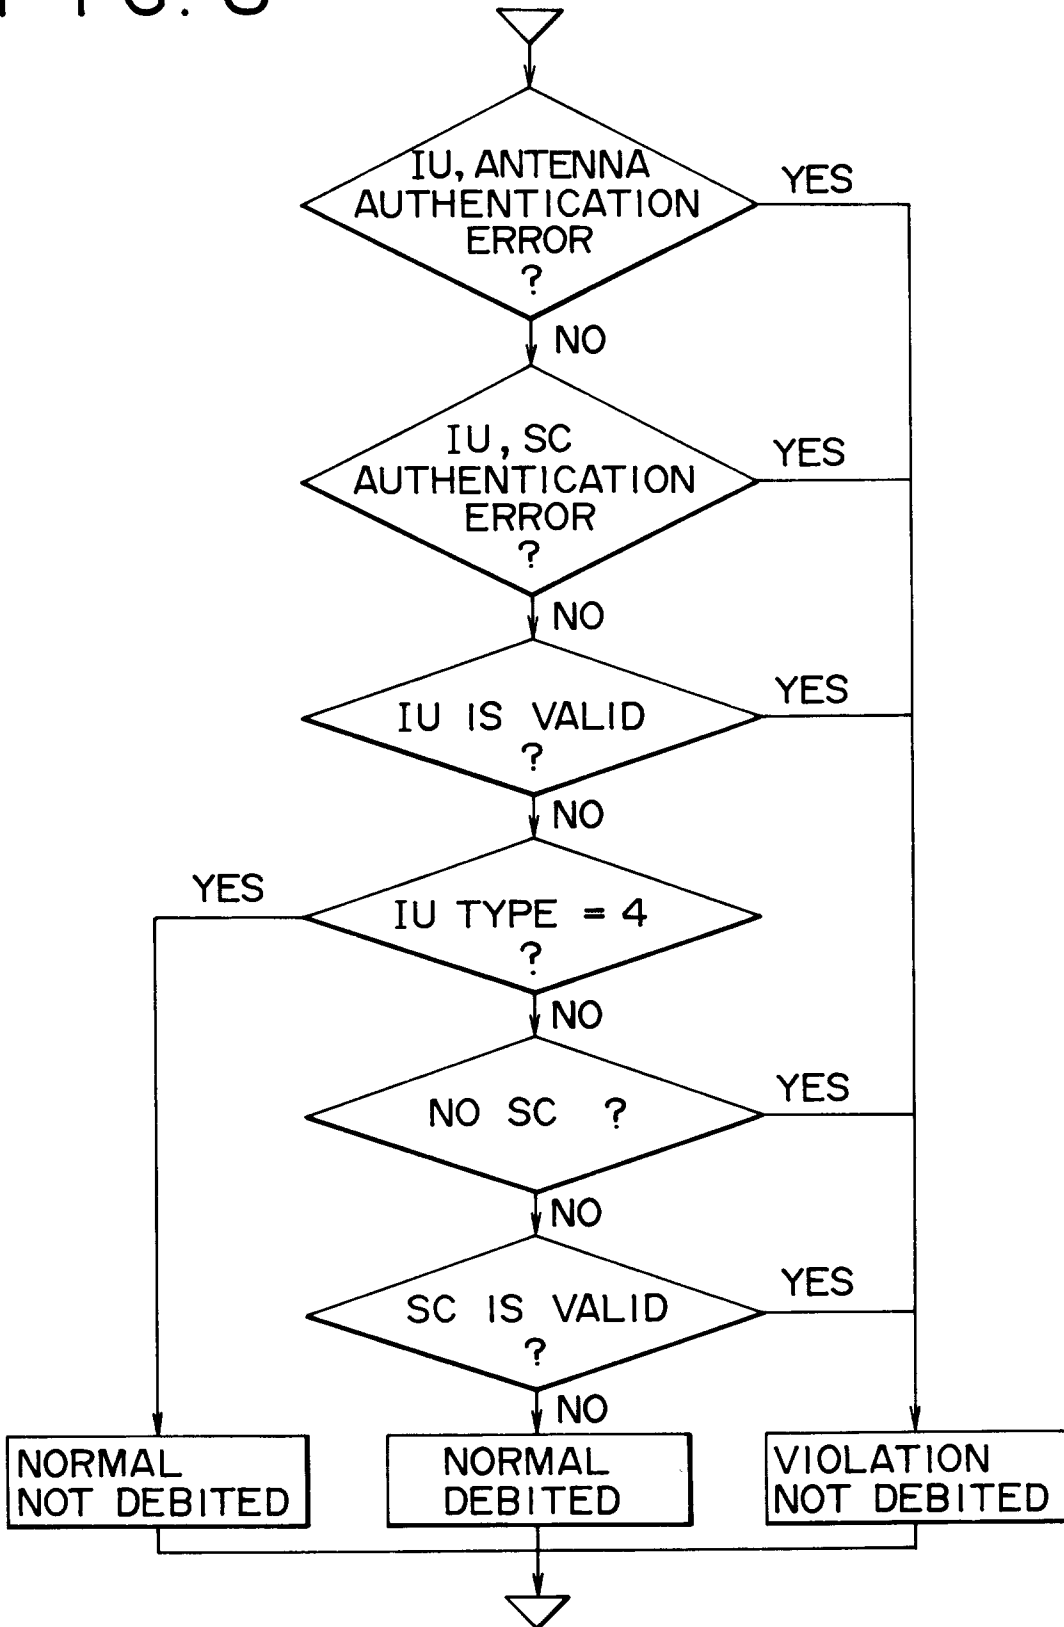 IU, ANTENNA
AUTHENTICATION
ERROR
?
YES
NO
IU, SC
AUTHENTICATION
ERROR
?
YES
NO
IU IS VALID
?
YES
NO
YES
IU TYPE = 4
?
NO
NO SC ?
YES
NO
SC IS VALID
?
YES
NO
NORMAL
NOT DEBITED
NORMAL
DEBITED
VIOLATION
NOT DEBITED